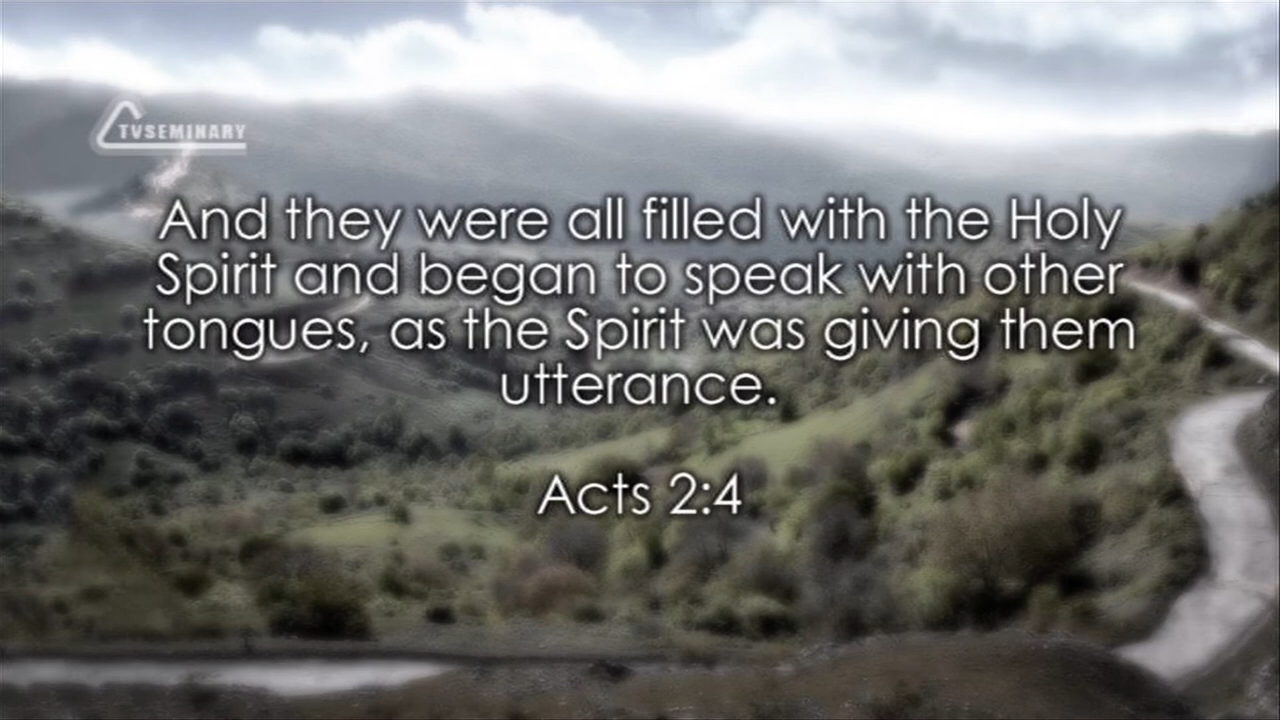 TVSEMINARY
And they were all filled with the Holy
Spirit and began to speak with other
tongues, as the Spirit was giving them
utterance.
Acts 2:4